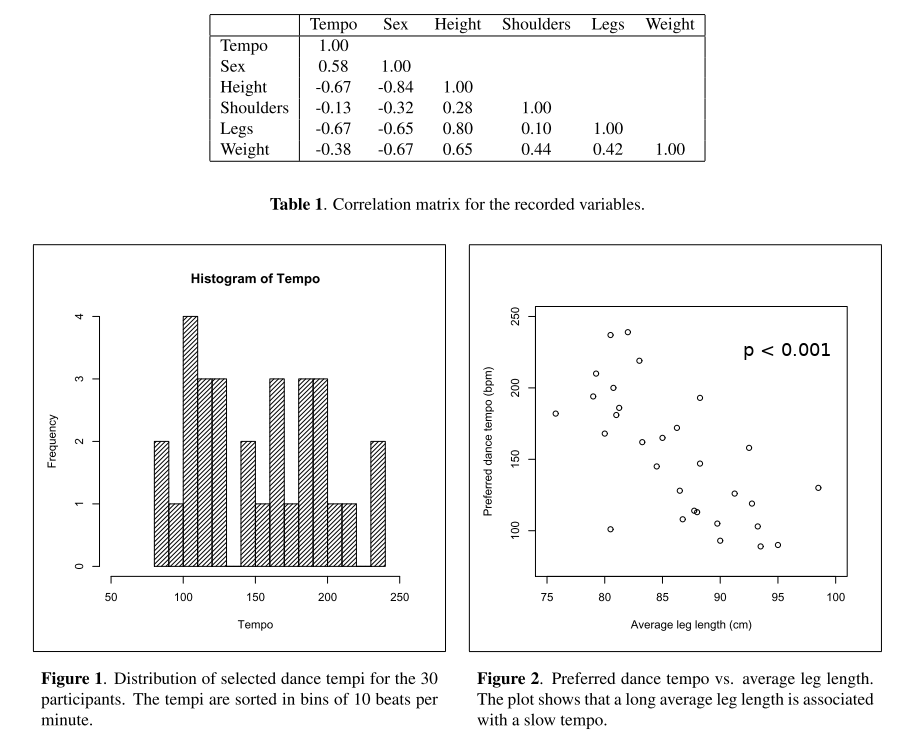 Tempo Sex Height Shoulders Legs Weight
Tempo 1.00
Sex 0.58 1.00
Height -0.67 -0.84 1.00
Shoulders -0.13 -0.32 0.28 1.00
Legs -0.67 -0.65 0.80 0.10 1.00
Weight -0.38 -0.67 0.65 0.44 0.42 1.00
Table 1. Correlation matrix for the recorded variables.
Histogram of Tempo
Frequency
4
3
2
1
0
50 100 150 200 250
Tempo
Figure 1. Distribution of selected dance tempi for the 30
participants. The tempi are sorted in bins of 10 beats per
minute.
p < 0.001
Preferred dance tempo (bpm)
250
200
150
100
75 80 85 90 95 100
Average leg length (cm)
Figure 2. Preferred dance tempo vs. average leg length.
The plot shows that a long average leg length is associated
with a slow tempo.